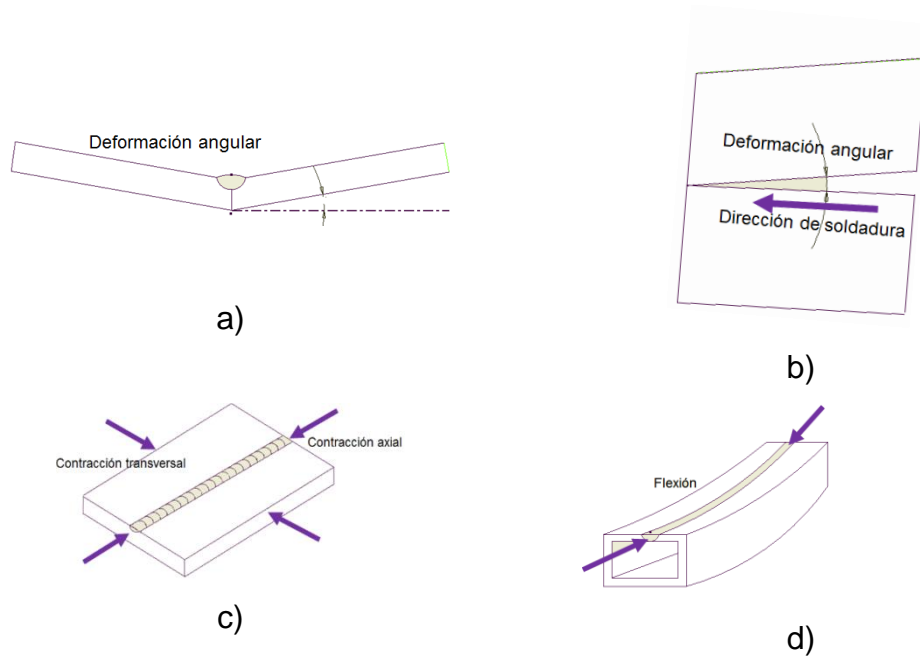 Deformación angular
a)
Deformación angular
Dirección de soldadura
b)
Contracción axial
Contracción transversal
c)
Flexión
d)